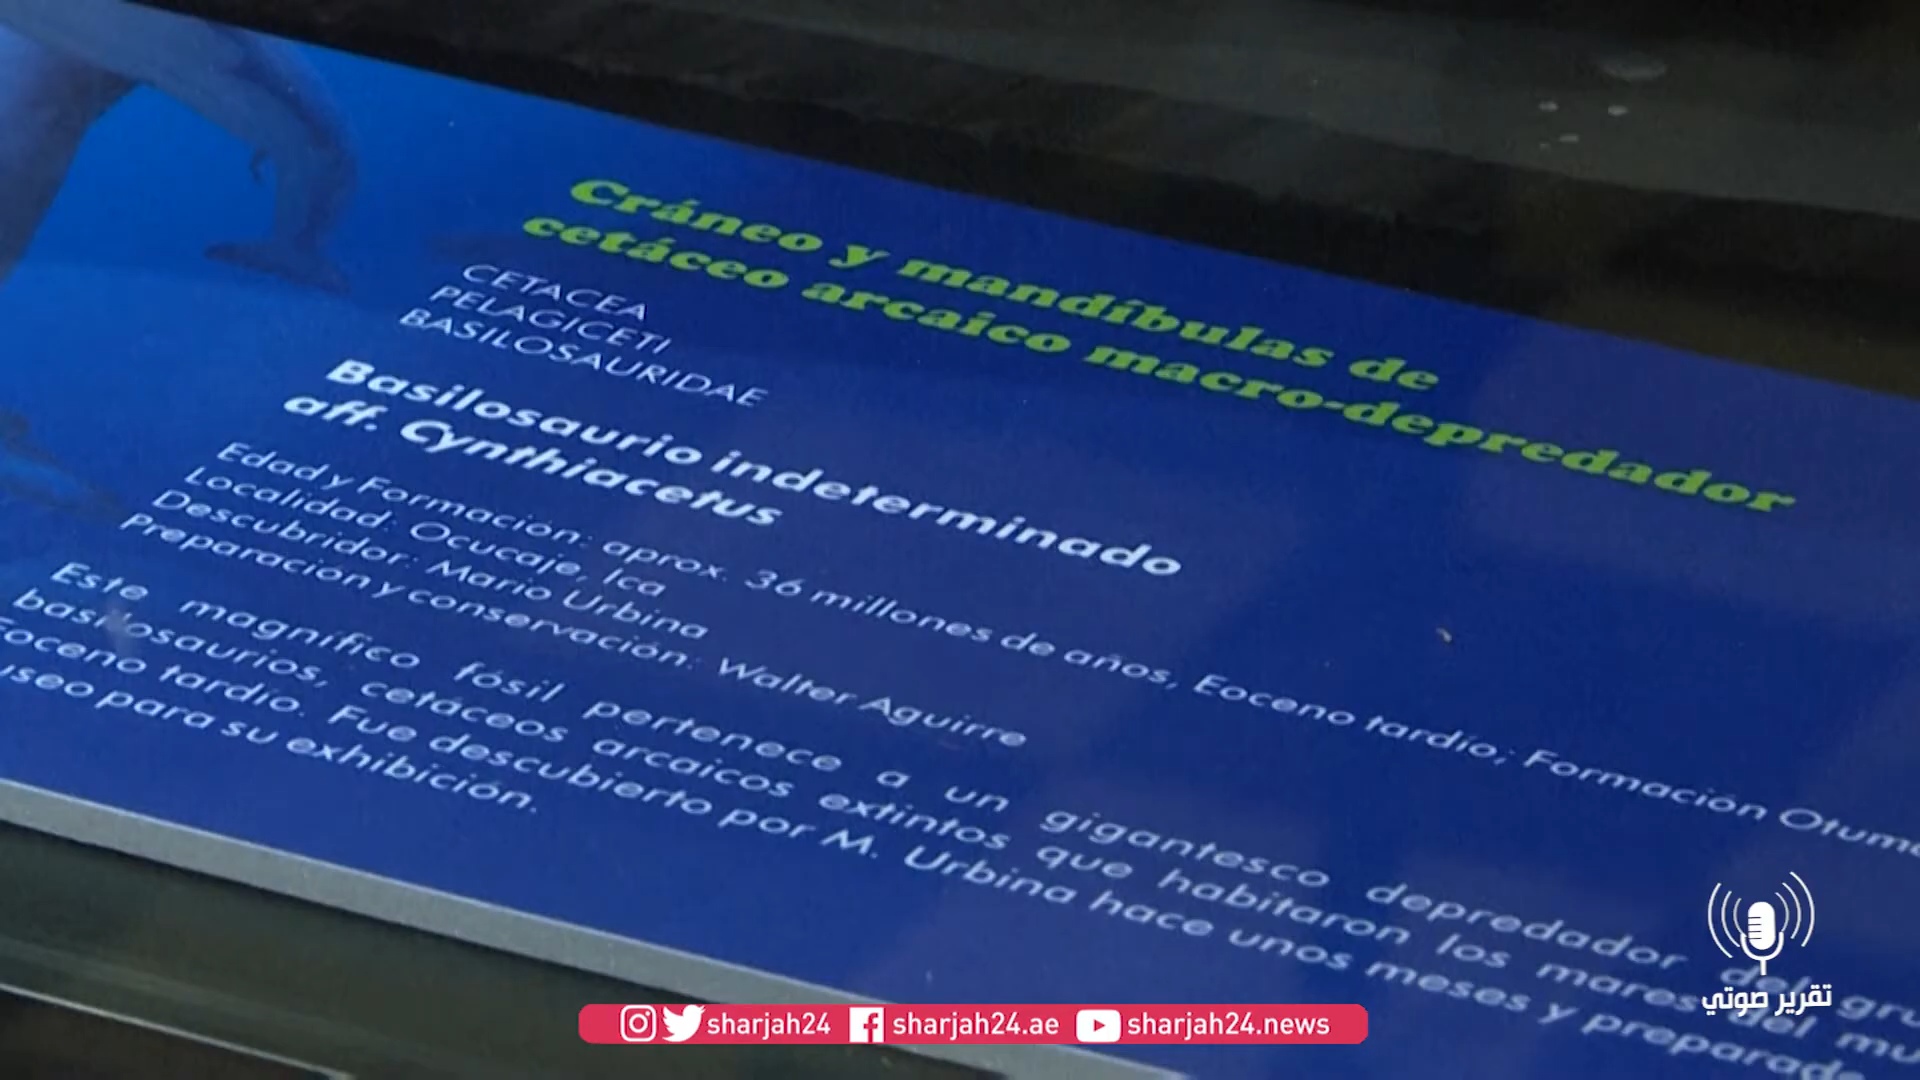 Cráneo y mandíbulas de
cetáceo arcaico macro-depredador
CETACEA
PELAGICETI
BASILOSAURIDAE
Basilosaurio indeterminado
aff. Cynthiacetus
Edad y Formación: aprox. 36 millones de años, Eoceno tardío; Formación
Localidad: Ocucaje, Ica
Descubridor: Mario Urbina
Preparación y conservación: Walter Aguirre
Este magnífico fósil pertenece a un gigantesco depredador del
basilosaurios, cetáceos arcaicos extintos que habitaron los mares del
Eoceno tardío. Fue descubierto por M. Urbina hace unos meses y
para su exhibición.
تقرير صوتي
sharjah24 sharjah24.ae sharjah24.news